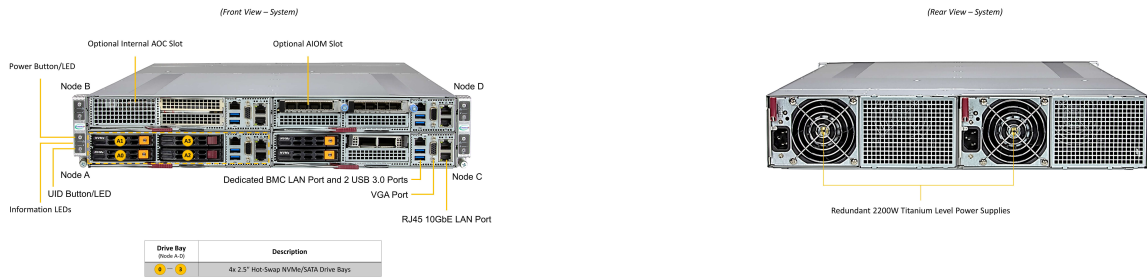 (Front View – System)
(Rear View – System)
Optional Internal AOC Slot
Optional AIOM Slot
Power Button/LED
Node B
Node D
A1
A3
A0
A2
Node A
Node C
Dedicated BMC LAN Port and 2 USB 3.0 Ports
UID Button/LED
VGA Port
Information LEDs
RJ45 10GbE LAN Port
Redundant 2200W Titanium Level Power Supplies
Drive Bay
(Node A-D)
Description
0 — 3
4x 2.5" Hot-Swap NVMe/SATA Drive Bays